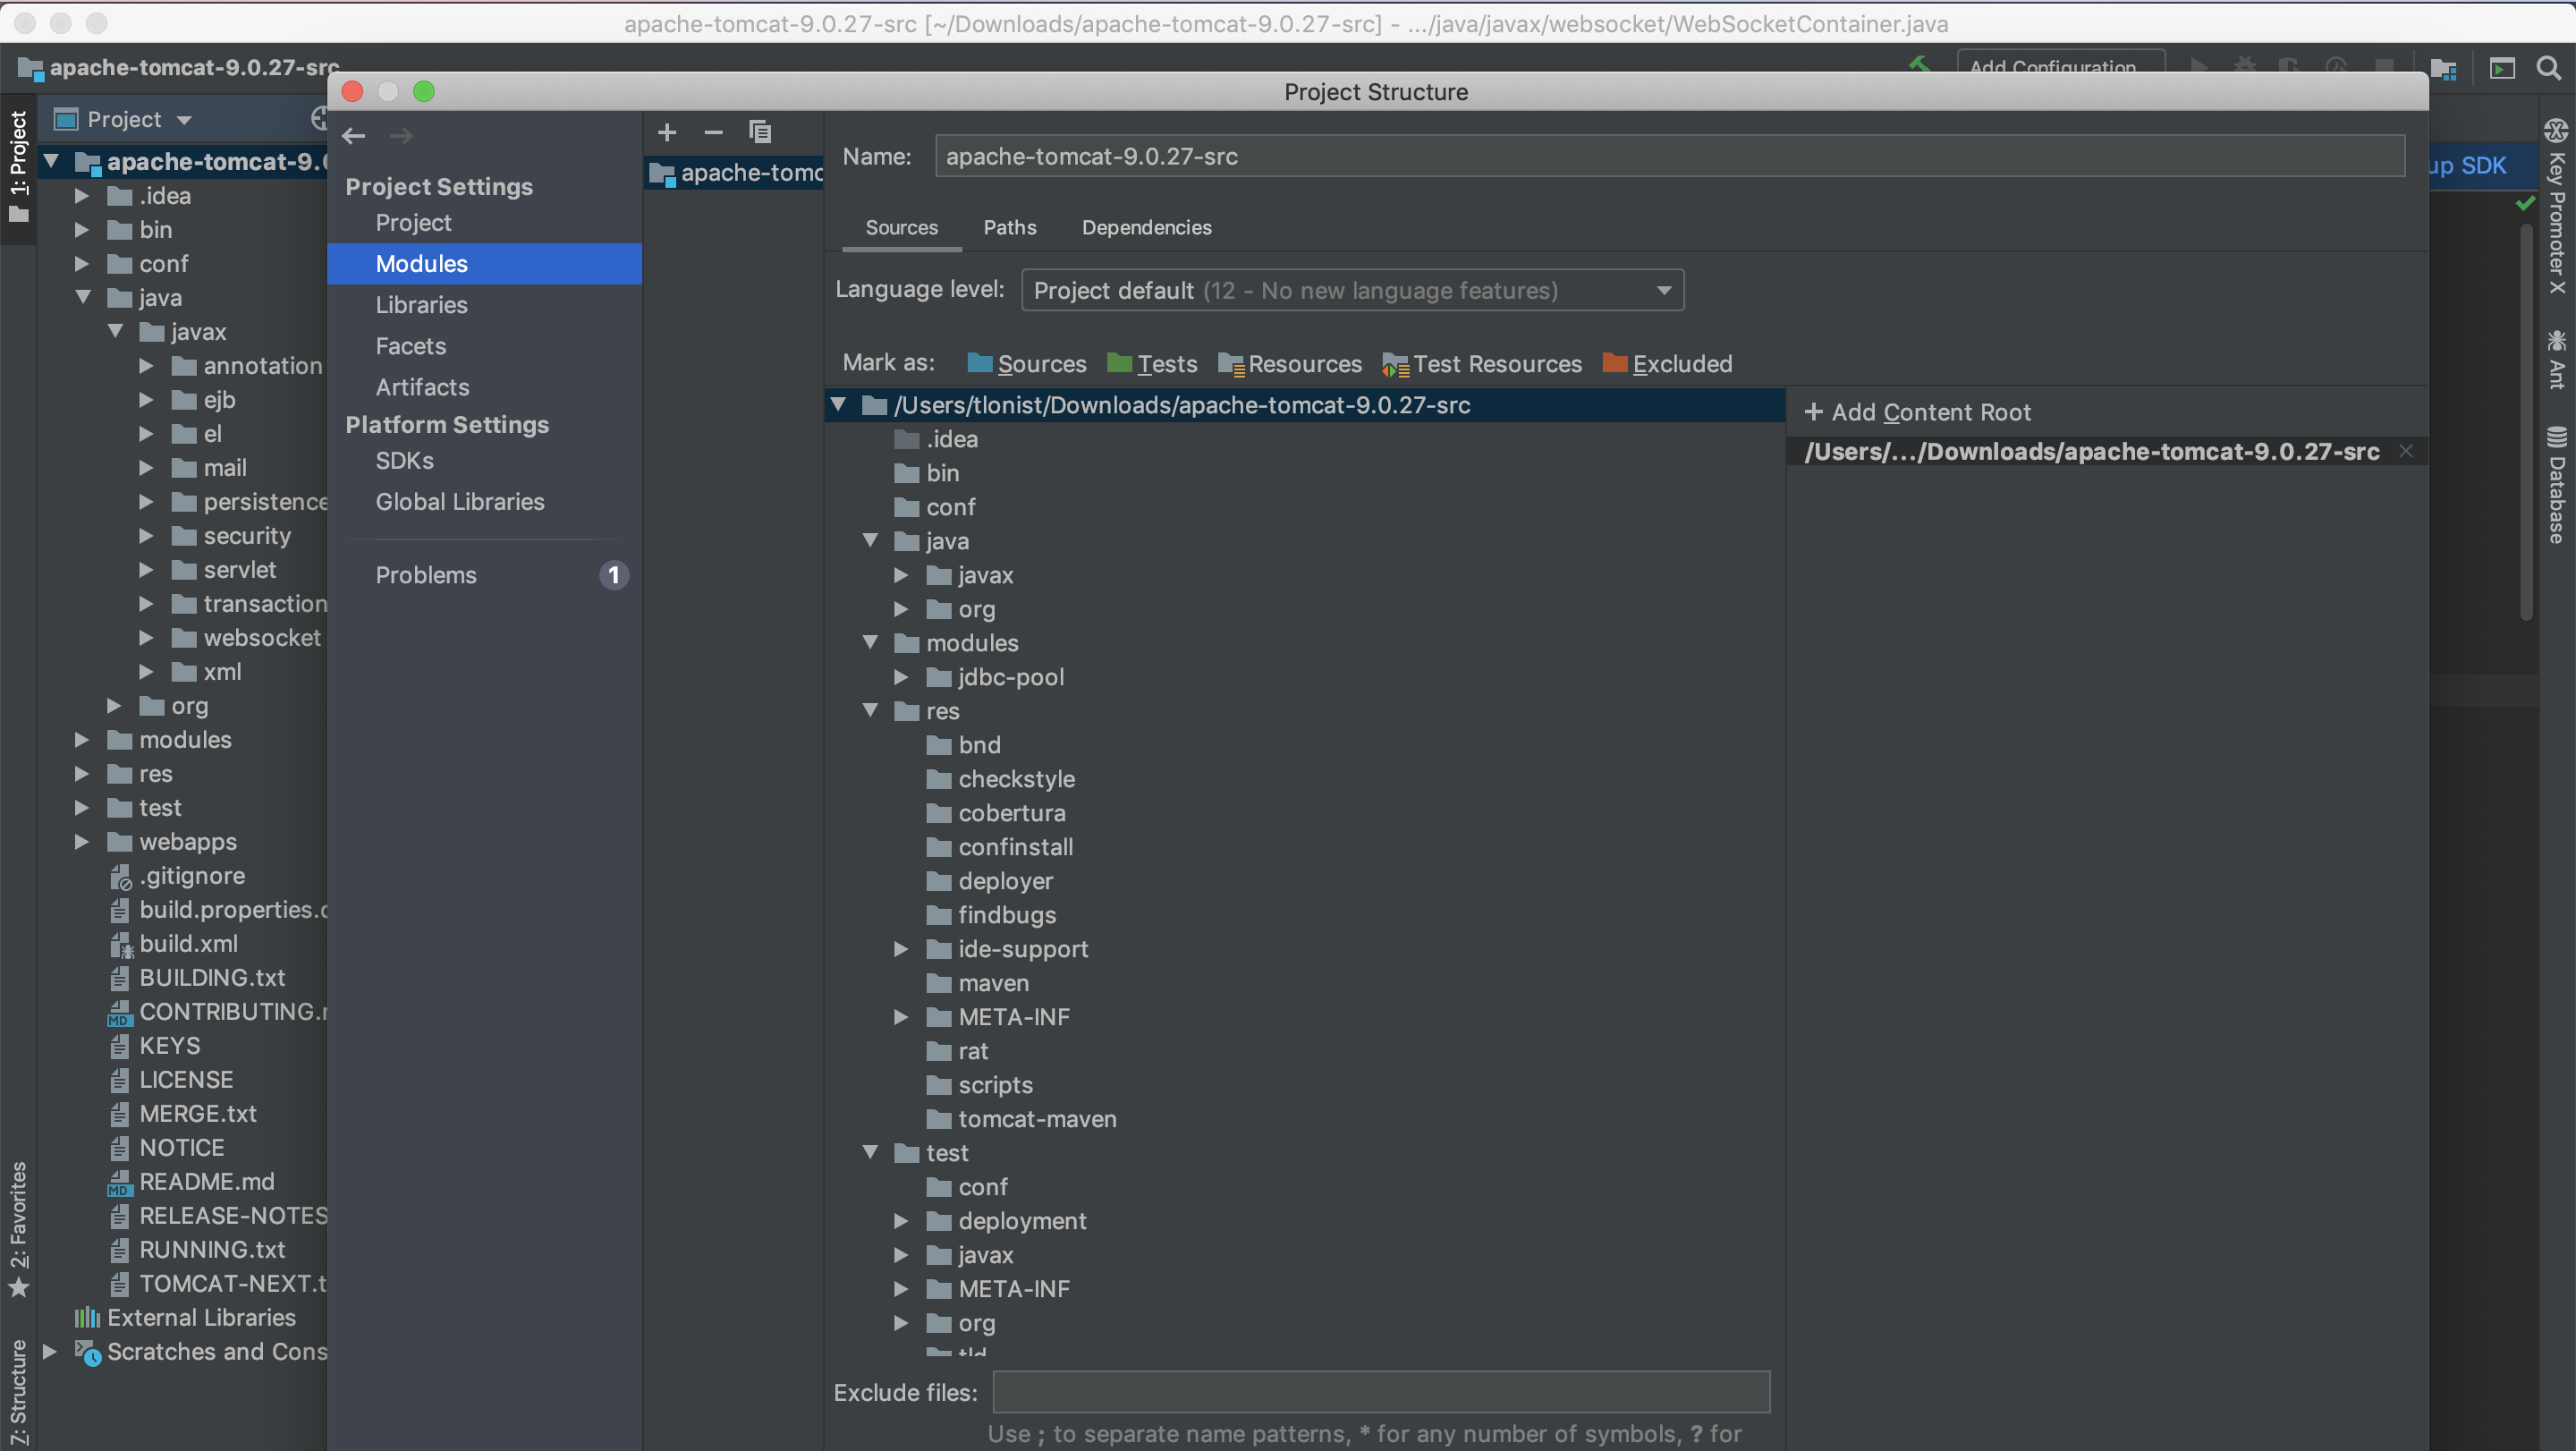 apache-tomcat-9.0.27-src [~/Downloads/apache-tomcat-9.0.27-src] - .../java/javax/websocket/WebSocketContainer.java
apache-tomcat-9.0.27-src
Add Configuration...
Project Structure
1: Project
Project
apache-tomcat-9.
.idea
bin
conf
java
javax
annotation
ejb
el
mail
persistence
security
servlet
transaction
websocket
xml
org
modules
res
test
webapps
.gitignore
build.properties.
build.xml
BUILDING.txt
CONTRIBUTING.
KEYS
LICENSE
MERGE.txt
NOTICE
README.md
RELEASE-NOTES
RUNNING.txt
TOMCAT-NEXT.t
External Libraries
Scratches and Cons
2: Favorites
Z: Structure
Project Settings
Project
Modules
Libraries
Facets
Artifacts
Platform Settings
SDKs
Global Libraries
Problems 1
apache-tomc
Name: apache-tomcat-9.0.27-src
Sources Paths Dependencies
Language level: Project default (12 - No new language features)
Mark as: Sources Tests Resources Test Resources Excluded
/Users/tlonist/Downloads/apache-tomcat-9.0.27-src
.idea
bin
conf
java
javax
org
modules
jdbc-pool
res
bnd
checkstyle
cobertura
confinstall
deployer
findbugs
ide-support
maven
META-INF
rat
scripts
tomcat-maven
test
conf
deployment
javax
META-INF
org
tld
Exclude files:
Use ; to separate name patterns, * for any number of symbols, ? for
+ Add Content Root
/Users/.../Downloads/apache-tomcat-9.0.27-src
up SDK
Key Promoter X
Ant
Database